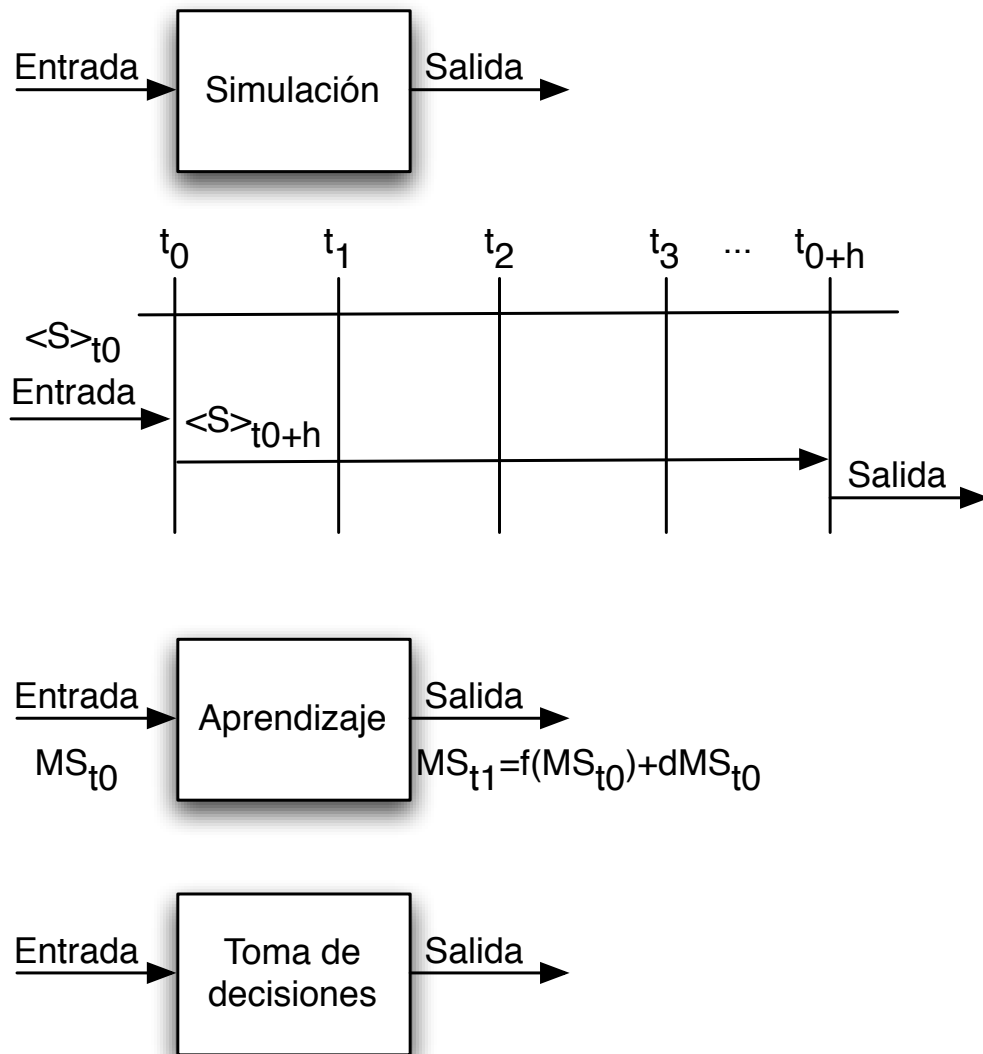 Entrada
Simulación
Salida
t0 t1 t2 t3 ... t0+h
<S>t0
Entrada
<S>t0+h
Salida
Entrada
Aprendizaje
Salida
MSt0
MSt1=f(MSt0)+dMSt0
Entrada
Toma de
decisiones
Salida